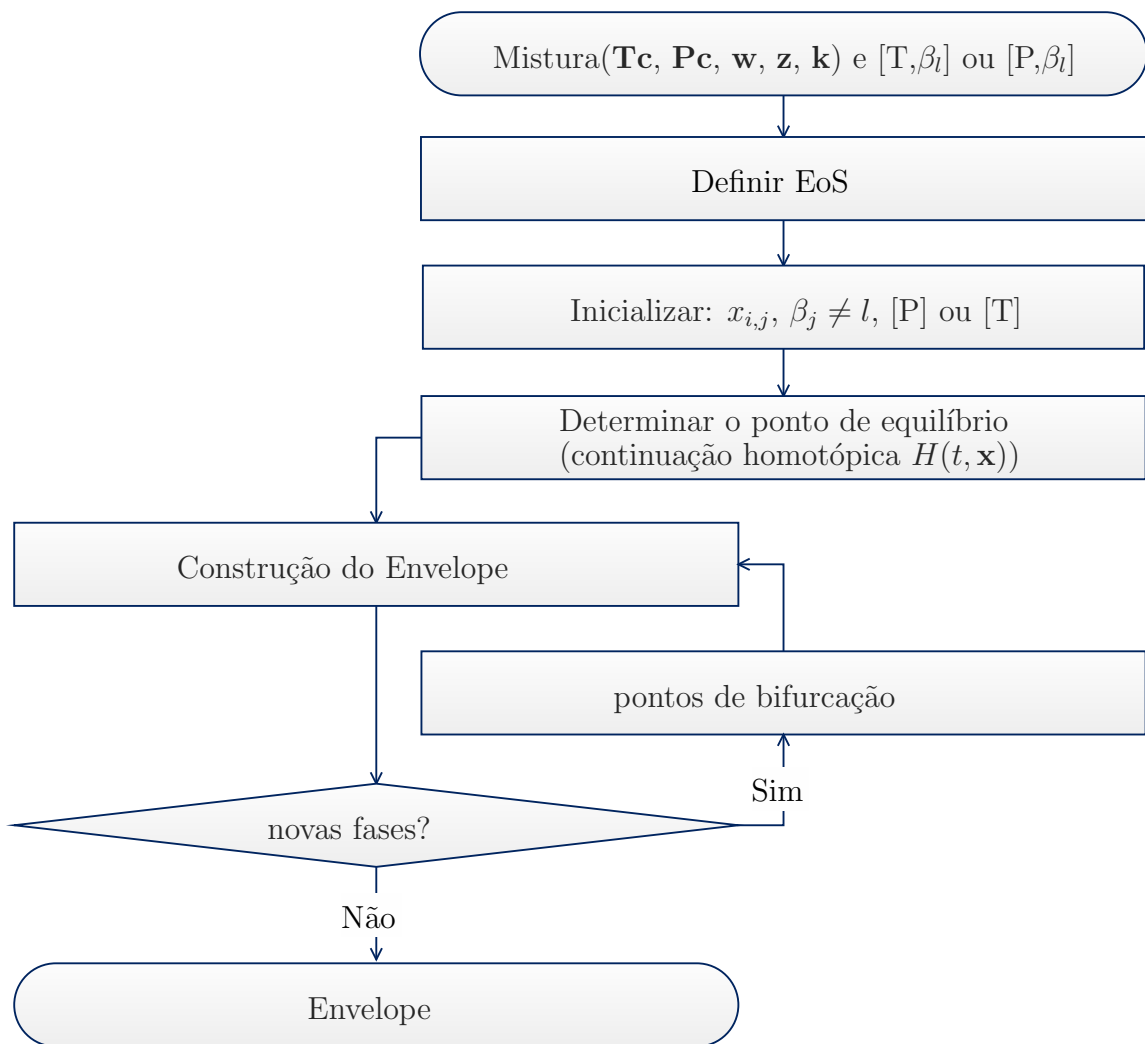 Mistura(Tc, Pc, w, z, k) e [T,βₗ] ou [P,βₗ]
Definir EoS
Inicializar: xᵢ,ⱼ, βⱼ ≠ l, [P] ou [T]
Determinar o ponto de equilíbrio
(continuação homotópica H(t, x))
Construção do Envelope
pontos de bifurcação
Sim
novas fases?
Não
Envelope